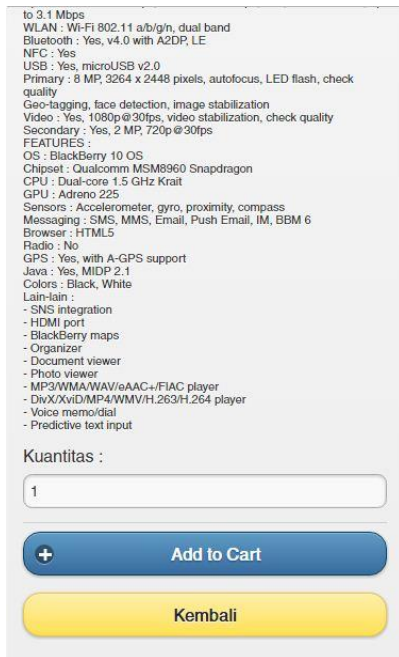 to 3.1 Mbps
WLAN : Wi-Fi 802.11 a/b/g/n, dual band
Bluetooth : Yes, v4.0 with A2DP, LE
NFC : Yes
USB : Yes, microUSB v2.0
Primary : 8 MP, 3264 x 2448 pixels, autofocus, LED flash, check
quality
Geo-tagging, face detection, image stabilization
Video : Yes, 1080p@30fps, video stabilization, check quality
Secondary : Yes, 2 MP, 720p@30fps
FEATURES :
OS : BlackBerry 10 OS
Chipset : Qualcomm MSM8960 Snapdragon
CPU : Dual-core 1.5 GHz Krait
GPU : Adreno 225
Sensors : Accelerometer, gyro, proximity, compass
Messaging : SMS, MMS, Email, Push Email, IM, BBM 6
Browser : HTML5
Radio : No
GPS : Yes, with A-GPS support
Java : Yes, MIDP 2.1
Colors : Black, White
Lain-lain :
- SNS integration
- HDMI port
- BlackBerry maps
- Organizer
- Document viewer
- Photo viewer
- MP3/WMA/WAV/eAAC+/FlAC player
- DivX/XviD/MP4/WMV/H.263/H.264 player
- Voice memo/dial
- Predictive text input
Kuantitas :
1
Add to Cart
Kembali